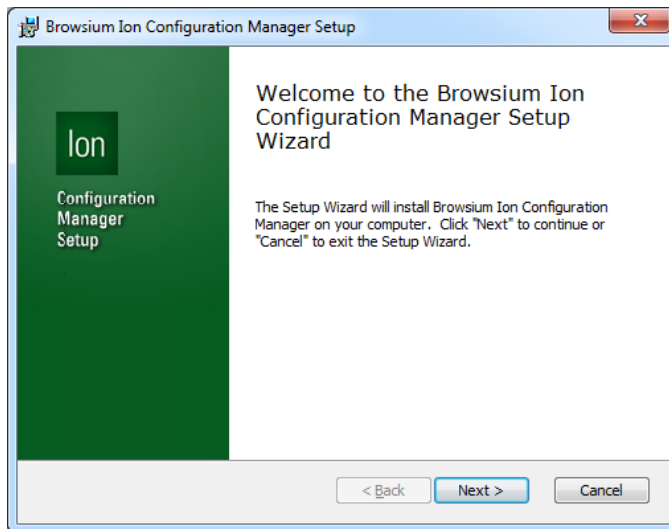 Browsium Ion Configuration Manager Setup
Ion
Configuration
Manager
Setup
Welcome to the Browsium Ion
Configuration Manager Setup
Wizard
The Setup Wizard will install Browsium Ion Configuration
Manager on your computer.  Click "Next" to continue or
"Cancel" to exit the Setup Wizard.
< Back
Next >
Cancel